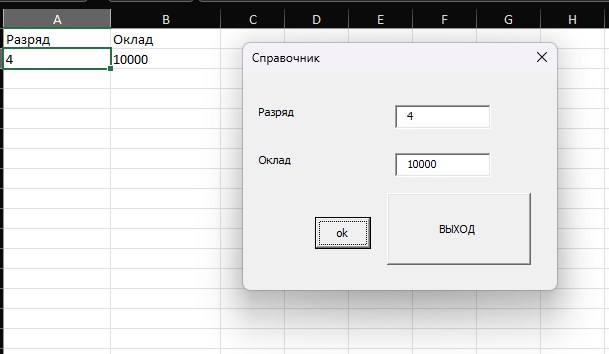 A B C D E F G H
Разряд Оклад
4 10000
Справочник
Разряд 4
Оклад 10000
ok ВЫХОД